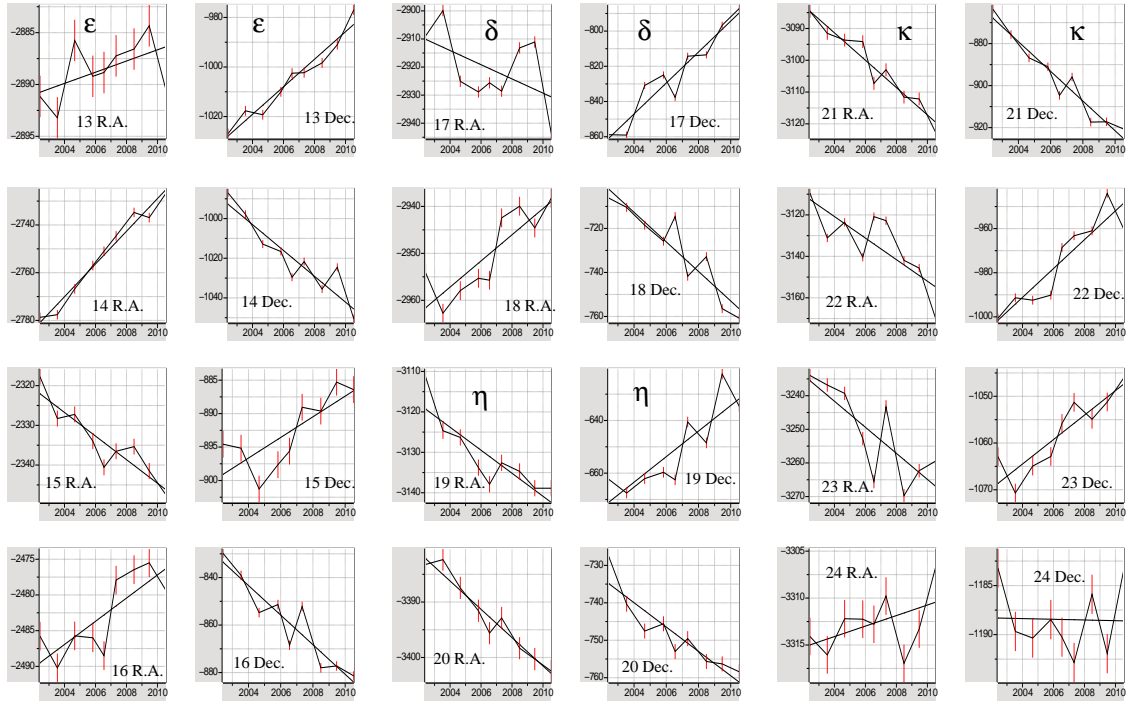 ε
−2885
−2890
−2895
13 R.A.
2004 2006 2008 2010
ε
−980
−1000
−1020
13 Dec.
2004 2006 2008 2010
δ
−2900
−2910
−2920
−2930
−2940
17 R.A.
2004 2006 2008 2010
δ
−800
−820
−840
−860
17 Dec.
2004 2006 2008 2010
κ
−3090
−3100
−3110
−3120
21 R.A.
2004 2006 2008 2010
κ
−880
−900
−920
21 Dec.
2004 2006 2008 2010
−2740
−2760
−2780
14 R.A.
2004 2006 2008 2010
−1000
−1020
−1040
14 Dec.
2004 2006 2008 2010
−2940
−2950
−2960
18 R.A.
2004 2006 2008 2010
−720
−740
−760
18 Dec.
2004 2006 2008 2010
−3120
−3140
−3160
22 R.A.
2004 2006 2008 2010
−960
−980
−1000
22 Dec.
2004 2006 2008 2010
−2320
−2330
−2340
15 R.A.
2004 2006 2008 2010
−885
−890
−895
−900
15 Dec.
2004 2006 2008 2010
η
−3110
−3120
−3130
−3140
19 R.A.
2004 2006 2008 2010
η
−640
−660
19 Dec.
2004 2006 2008 2010
−3240
−3250
−3260
−3270
23 R.A.
2004 2006 2008 2010
−1050
−1060
−1070
23 Dec.
2004 2006 2008 2010
−2475
−2480
−2485
−2490
16 R.A.
2004 2006 2008 2010
−840
−860
−880
16 Dec.
2004 2006 2008 2010
−3390
−3400
20 R.A.
2004 2006 2008 2010
−730
−740
−750
−760
20 Dec.
2004 2006 2008 2010
−3305
−3310
−3315
24 R.A.
2004 2006 2008 2010
−1185
−1190
24 Dec.
2004 2006 2008 2010